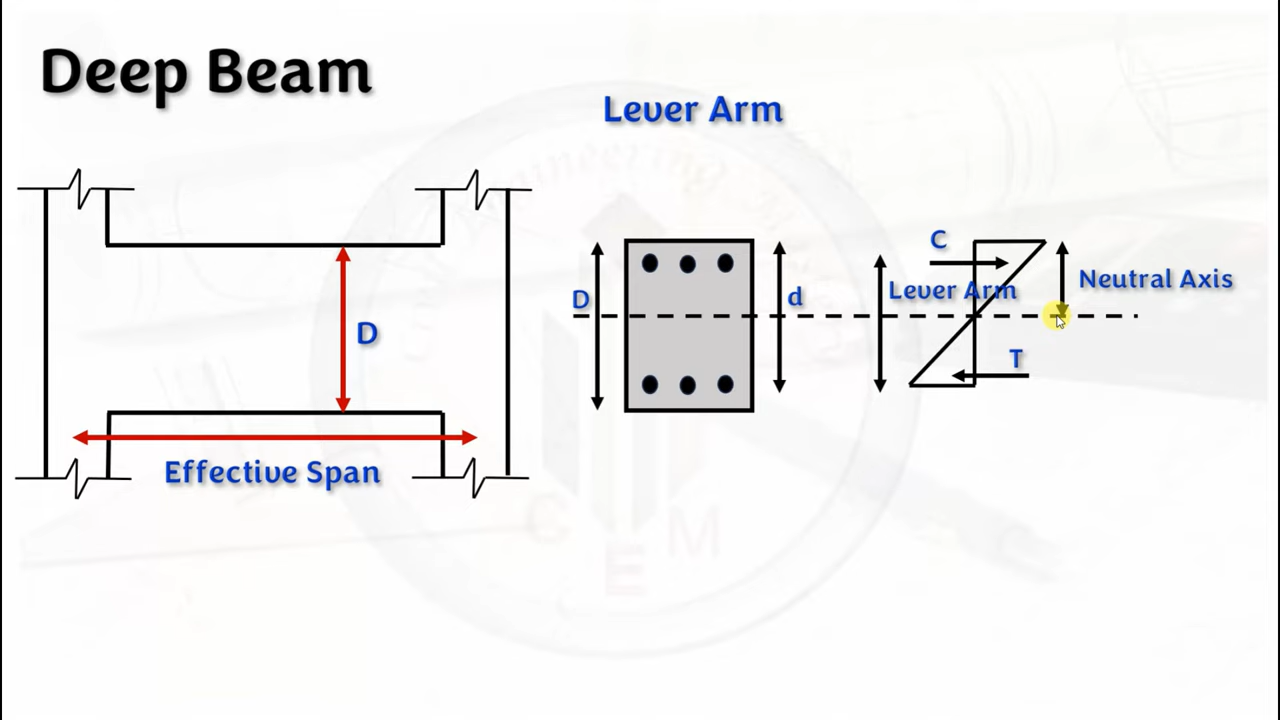 Deep Beam
Lever Arm
C
Neutral Axis
D
d
Lever Arm
D
T
Effective Span
C
E
M